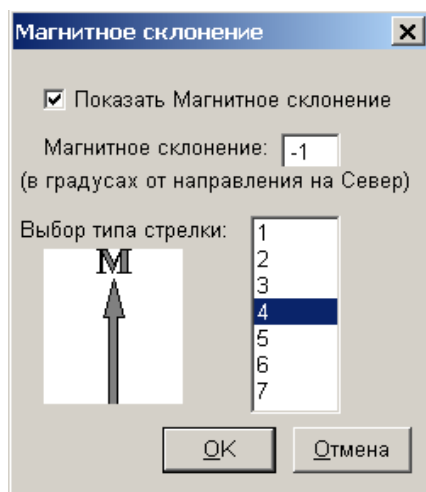 Магнитное склонение
Показать Магнитное склонение
Магнитное склонение: -1
(в градусах от направления на Север)
Выбор типа стрелки:
М
1
2
3
4
5
6
7
OK
Отмена